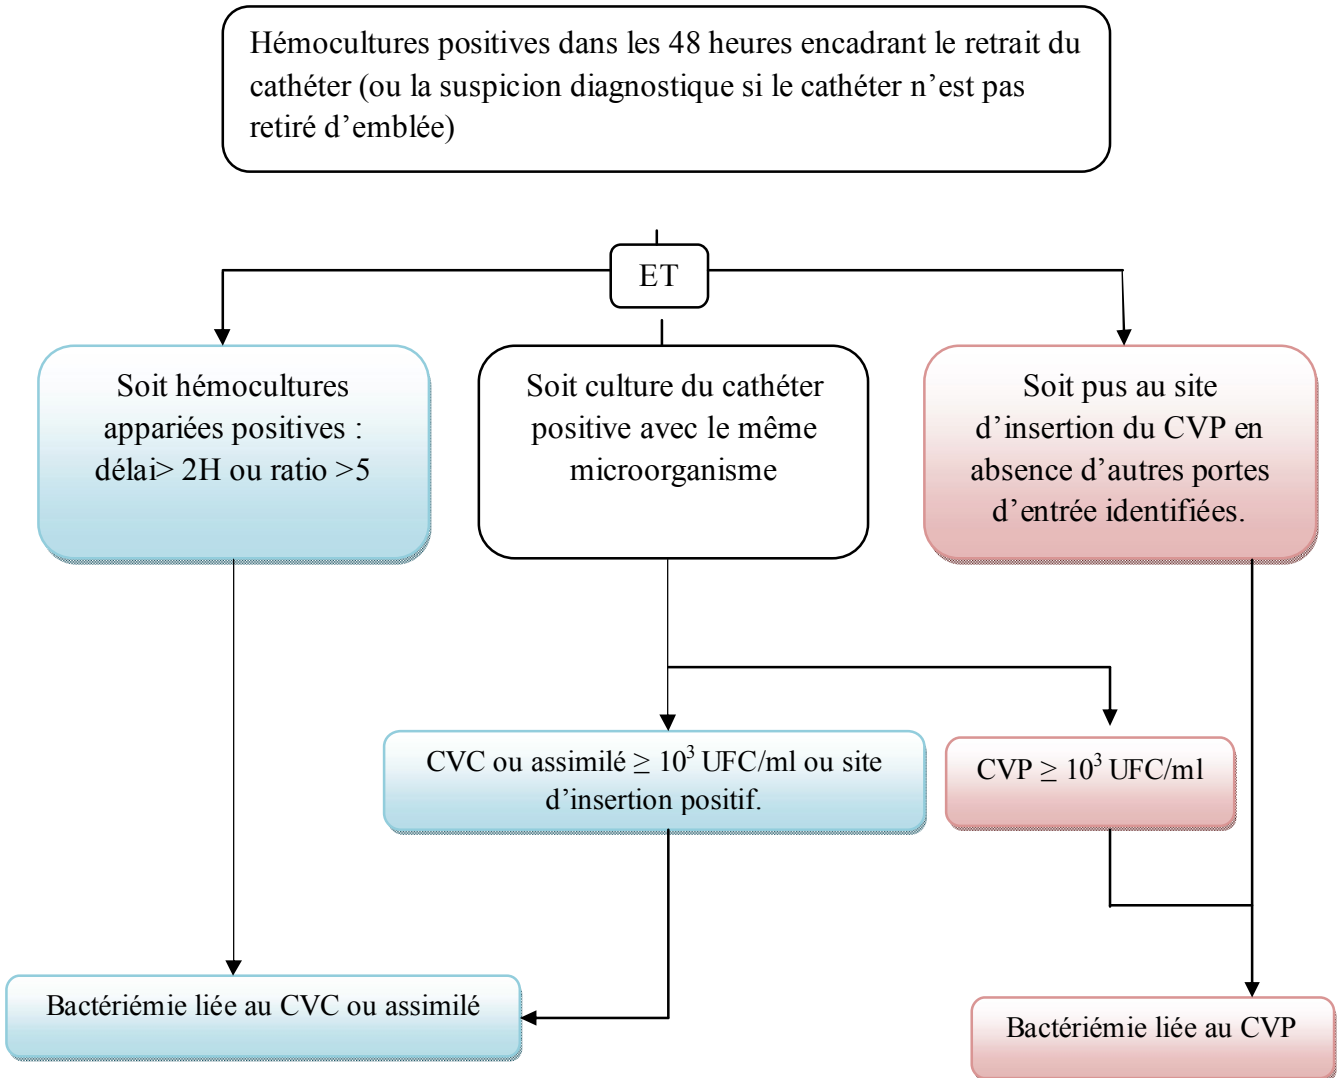 Hémocultures positives dans les 48 heures encadrant le retrait du
cathéter (ou la suspicion diagnostique si le cathéter n’est pas
retiré d’emblée)
ET
Soit hémocultures
appariées positives :
délai> 2H ou ratio >5
Soit culture du cathéter
positive avec le même
microorganisme
Soit pus au site
d’insertion du CVP en
absence d’autres portes
d’entrée identifiées.
CVC ou assimilé ≥ 10³ UFC/ml ou site
d’insertion positif.
CVP ≥ 10³ UFC/ml
Bactériémie liée au CVC ou assimilé
Bactériémie liée au CVP